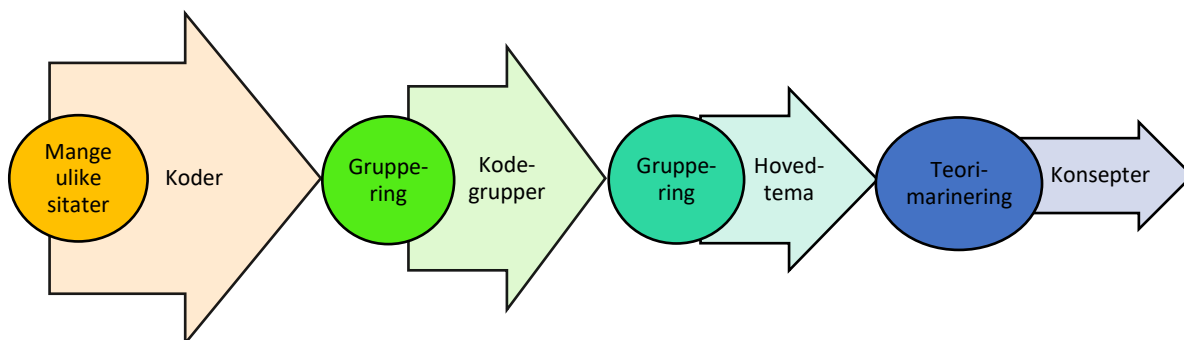 Mange
ulike
sitater
Koder
Gruppe-
ring
Kode-
grupper
Gruppe-
ring
Hoved-
tema
Teori-
marinering
Konsepter